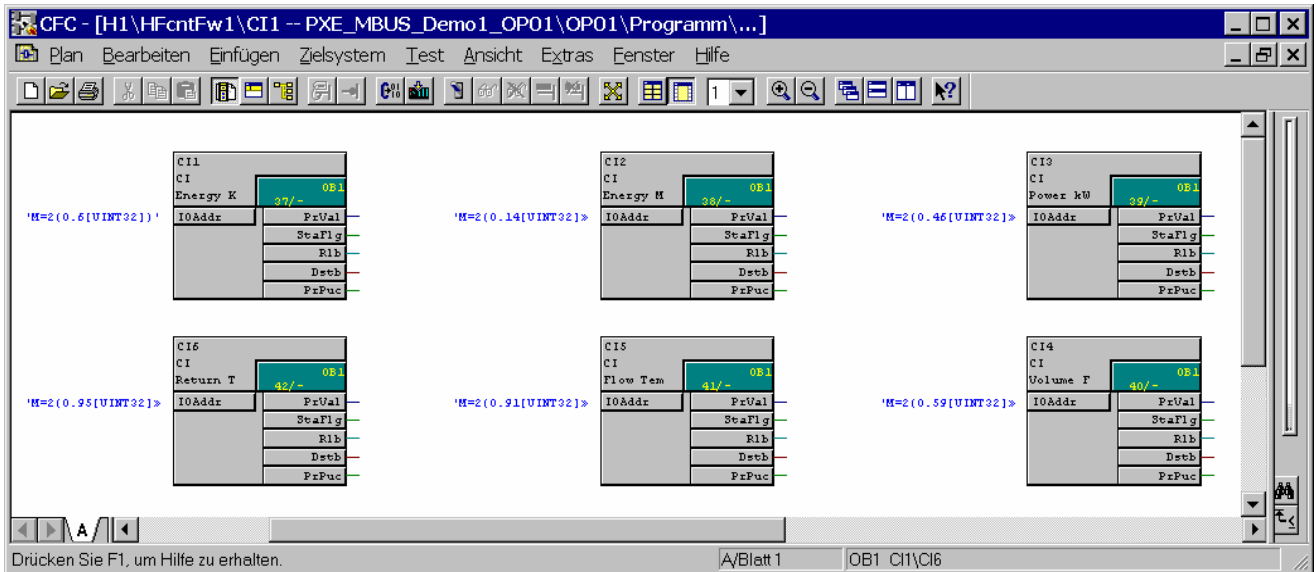 CFC - [H1\HFcntFw1\CI1 -- PXE_MBUS_Demo1_OP01\OP01\Programm\...]
Plan Bearbeiten Einfügen Zielsystem Test Ansicht Extras Fenster Hilfe
1
CI1
CI
Energy K
OB1
37/-
'M=2(0.6[UINT32])'
IOAddr
PrVal
StaFlg
Rlb
Dstb
PrPuc
CI2
CI
Energy M
OB1
38/-
'M=2(0.14[UINT32]»
IOAddr
PrVal
StaFlg
Rlb
Dstb
PrPuc
CI3
CI
Power kW
OB1
39/-
'M=2(0.46[UINT32]»
IOAddr
PrVal
StaFlg
Rlb
Dstb
PrPuc
CI6
CI
Return T
OB1
42/-
'M=2(0.95[UINT32]»
IOAddr
PrVal
StaFlg
Rlb
Dstb
PrPuc
CI5
CI
Flow Tem
OB1
41/-
'M=2(0.91[UINT32]»
IOAddr
PrVal
StaFlg
Rlb
Dstb
PrPuc
CI4
CI
Volume F
OB1
40/-
'M=2(0.59[UINT32]»
IOAddr
PrVal
StaFlg
Rlb
Dstb
PrPuc
A
Drücken Sie F1, um Hilfe zu erhalten.
A/Blatt 1
OB1 CI1\CI6